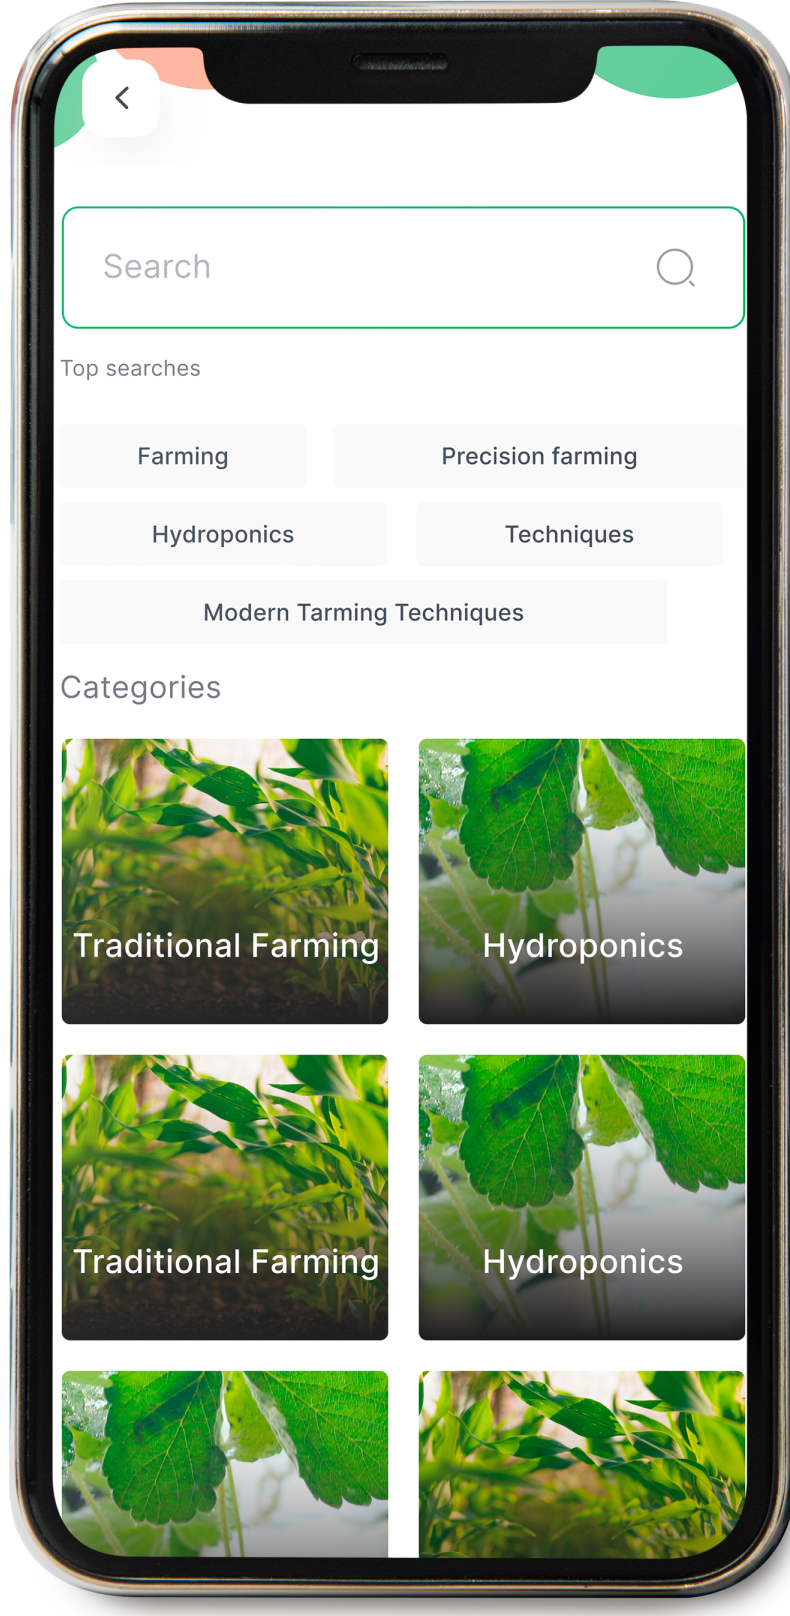 Search
Top searches
Farming
Precision farming
Hydroponics
Techniques
Modern Tarming Techniques
Categories
Traditional Farming
Hydroponics
Traditional Farming
Hydroponics